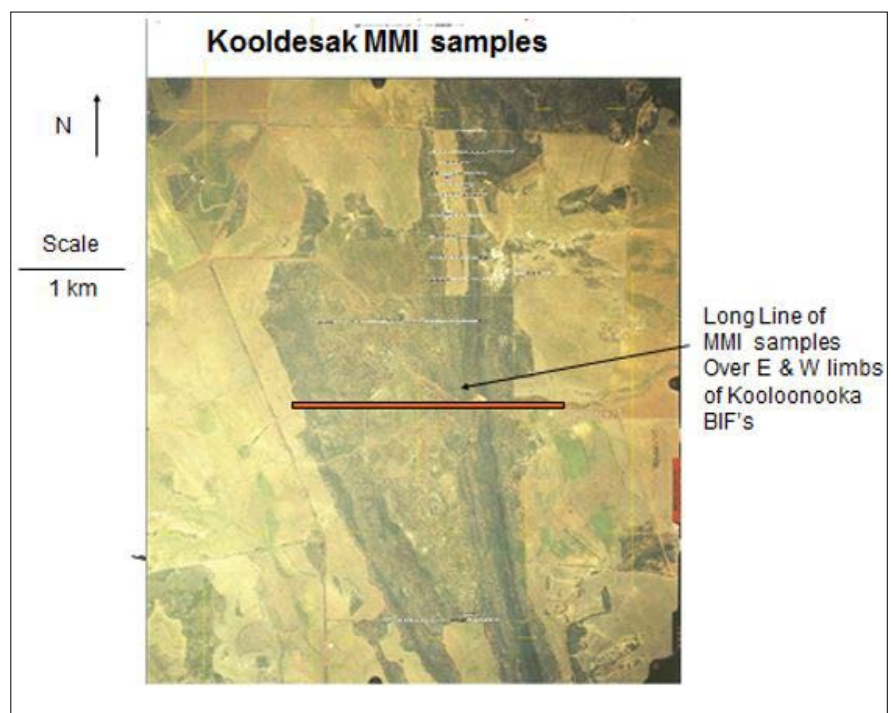 Kooldesak MMI samples
N
Scale
1 km
Long Line of
MMI samples
Over E & W limbs
of Kooloonooka
BIF's